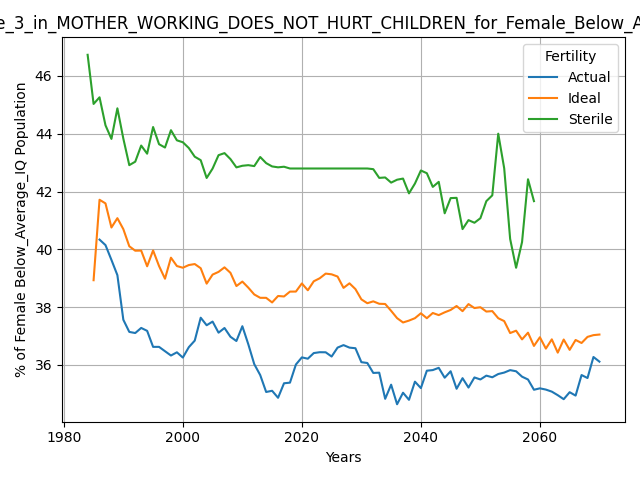 e_3_in_MOTHER_WORKING_DOES_NOT_HURT_CHILDREN_for_Female_Below_A
Fertility
Actual
Ideal
Sterile
% of Female Below_Average_IQ Population
46
44
42
40
38
36
1980
2000
2020
2040
2060
Years